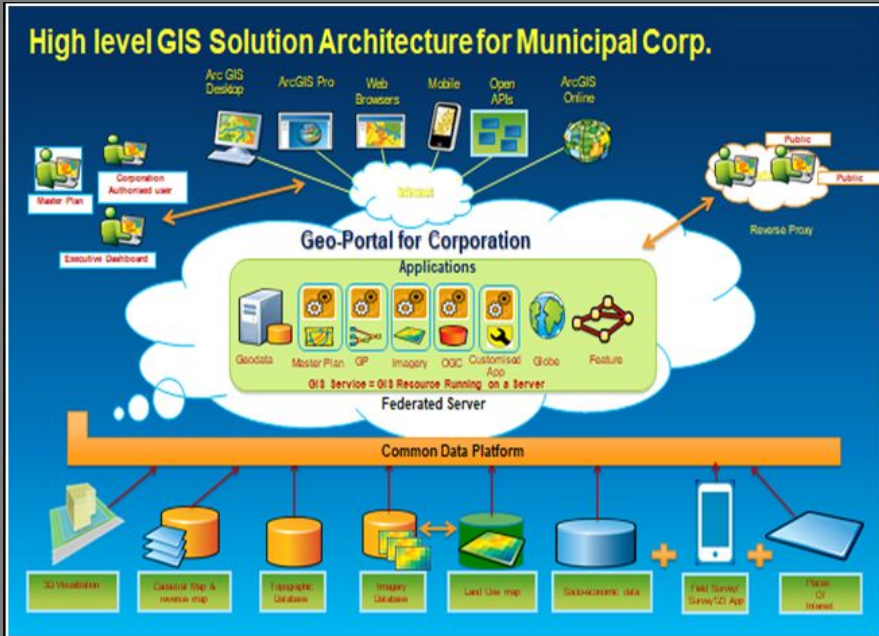 High level GIS Solution Architecture for Municipal Corp.
Arc GIS
Desktop
ArcGIS Pro
Web
Browsers
Mobile
Open
APIs
ArcGIS
Online
Master Plan
Corporation
Authorised user
Executive Dashboard
Public
Public
Reverse Proxy
Geo-Portal for Corporation
Applications
Geodata
Master Plan
GP
Imagery
OGC
Customised
App
Globe
Feature
GIS Service = GIS Resource Running on a Server
Federated Server
Common Data Platform
3D Visualization
Cadastral Map &
revenue map
Topographic
Database
Imagery
Database
Land Use map
Socio-economic data
Field Survey/
Survey123 App
Places
Of
Interest